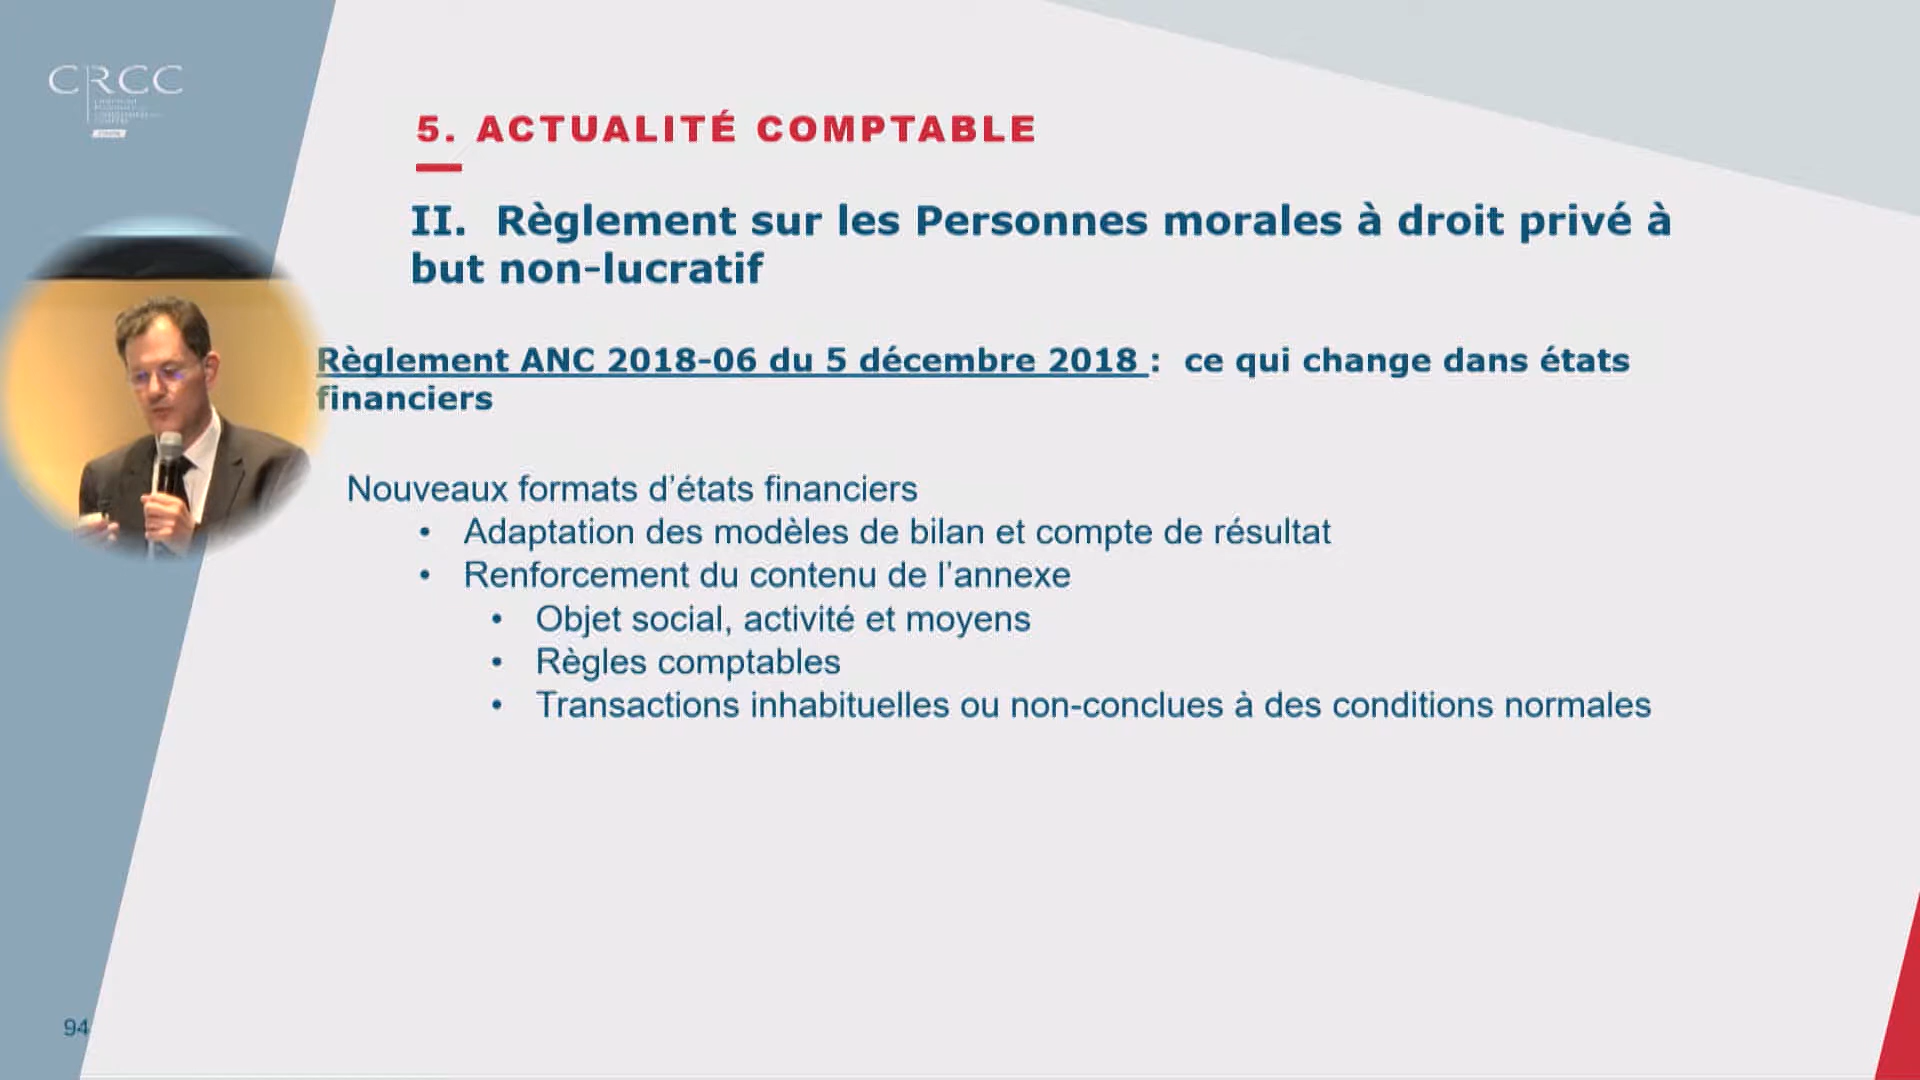 CRCC
5. ACTUALITÉ COMPTABLE
II. Règlement sur les Personnes morales à droit privé à
but non-lucratif
Règlement ANC 2018-06 du 5 décembre 2018 : ce qui change dans états
financiers
Nouveaux formats d'états financiers
• Adaptation des modèles de bilan et compte de résultat
• Renforcement du contenu de l'annexe
• Objet social, activité et moyens
• Règles comptables
• Transactions inhabituelles ou non-conclues à des conditions normales
94